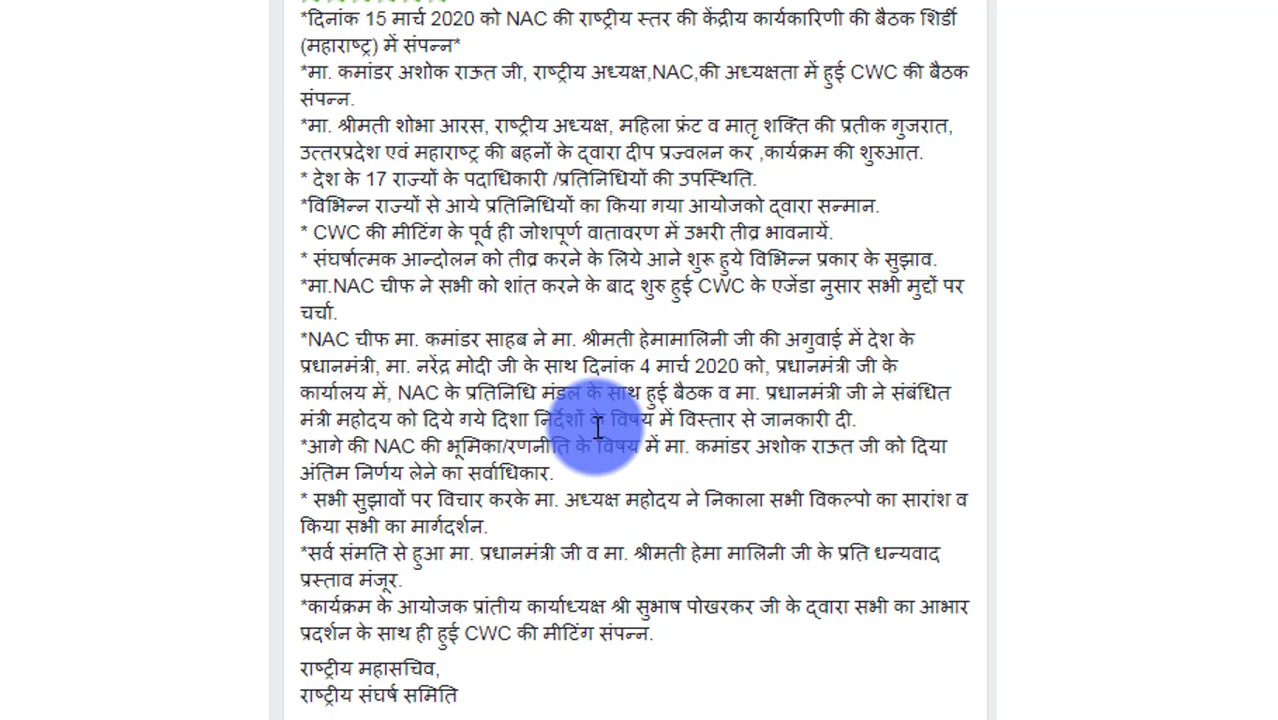 *दिनांक 15 मार्च 2020 को NAC की राष्ट्रीय स्तर की केंद्रीय कार्यकारिणी की बैठक शिर्डी
(महाराष्ट्र) में संपन्न*
*मा. कमांडर अशोक राऊत जी, राष्ट्रीय अध्यक्ष,NAC,की अध्यक्षता में हुई CWC की बैठक
संपन्न.
*मा. श्रीमती शोभा आरस, राष्ट्रीय अध्यक्ष, महिला फ्रंट व मातृ शक्ति की प्रतीक गुजरात,
उत्तरप्रदेश एवं महाराष्ट्र की बहनों के द्वारा दीप प्रज्वलन कर ,कार्यक्रम की शुरुआत.
* देश के 17 राज्यों के पदाधिकारी /प्रतिनिधियों की उपस्थिति.
*विभिन्न राज्यों से आये प्रतिनिधियों का किया गया आयोजको द्वारा सन्मान.
* CWC की मीटिंग के पूर्व ही जोशपूर्ण वातावरण में उभरी तीव्र भावनायें.
* संघर्षात्मक आन्दोलन को तीव्र करने के लिये आने शुरू हुये विभिन्न प्रकार के सुझाव.
*मा.NAC चीफ ने सभी को शांत करने के बाद शुरु हुई CWC के एजेंडा नुसार सभी मुद्दों पर
चर्चा.
*NAC चीफ मा. कमांडर साहब ने मा. श्रीमती हेमामालिनी जी की अगुवाई में देश के
प्रधानमंत्री, मा. नरेंद्र मोदी जी के साथ दिनांक 4 मार्च 2020 को, प्रधानमंत्री जी के
कार्यालय में, NAC के प्रतिनिधि मंडल के साथ हुई बैठक व मा. प्रधानमंत्री जी ने संबंधित
मंत्री महोदय को दिये गये दिशा निर्देशों के विषय में विस्तार से जानकारी दी.
*आगे की NAC की भूमिका/रणनीति के विषय में मा. कमांडर अशोक राऊत जी को दिया
अंतिम निर्णय लेने का सर्वाधिकार.
* सभी सुझावों पर विचार करके मा. अध्यक्ष महोदय ने निकाला सभी विकल्पो का सारांश व
किया सभी का मार्गदर्शन.
*सर्व संमति से हुआ मा. प्रधानमंत्री जी व मा. श्रीमती हेमा मालिनी जी के प्रति धन्यवाद
प्रस्ताव मंजूर.
*कार्यक्रम के आयोजक प्रांतीय कार्याध्यक्ष श्री सुभाष पोखरकर जी के द्वारा सभी का आभार
प्रदर्शन के साथ ही हुई CWC की मीटिंग संपन्न.
राष्ट्रीय महासचिव,
राष्ट्रीय संघर्ष समिति